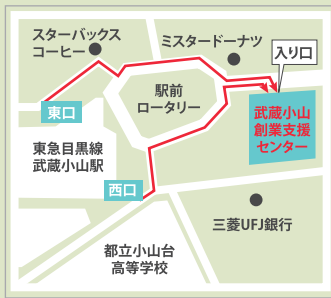 スターバックス
コーヒー
ミスタードーナツ
入り口
駅前
ロータリー
東口
武蔵小山
創業支援
センター
東急目黒線
武蔵小山駅
西口
三菱UFJ銀行
都立小山台
高等学校